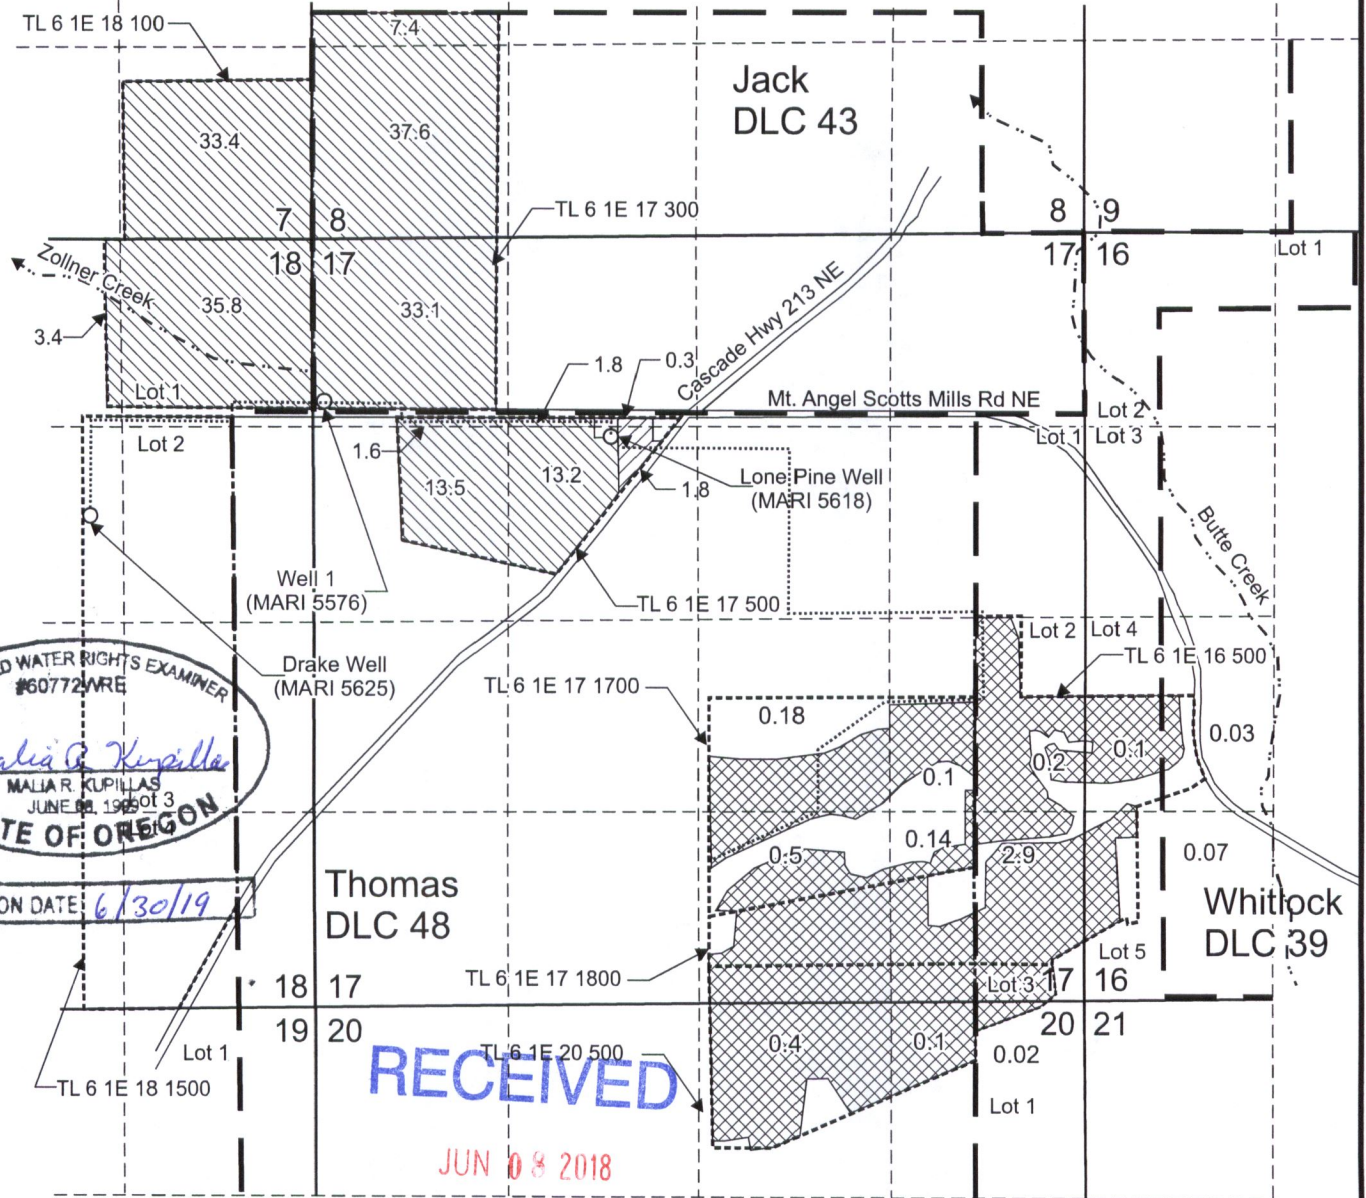 TL 6 1E 18 100
7.4
Jack
DLC 43
33.4
37.6
TL 6 1E 17 300
7 8
8 9
18 17
17 16
Lot 1
Zollner Creek
35.8
33.1
3.4
Lot 1
Cascade Hwy 213 NE
1.8
0.3
Mt. Angel Scotts Mills Rd NE
Lot 2
Lot 1
Lot 3
Lot 2
1.6
13.5
13.2
1.8
Lone Pine Well
(MARI 5618)
Butte Creek
Well 1
(MARI 5576)
TL 6 1E 17 500
Lot 2
Lot 4
TL 6 1E 16 500
Drake Well
(MARI 5625)
TL 6 1E 17 1700
0.18
0.03
0.1
0.2
0.1
D WATER RIGHTS EXAMINER
#60772WRE
Malia R. Kupillas
MALIA R. KUPILLAS
Lot 3
TE OF OREGON
ON DATE 6/30/19
0.14
0.5
2.9
0.07
Thomas
DLC 48
Whitlock
DLC 39
Lot 5
TL 6 1E 17 1800
Lot 3
18 17
17 16
19 20
20 21
Lot 1
0.4
0.1
0.02
TL 6 1E 20 500
RECEIVED
TL 6 1E 18 1500
Lot 1
JUN 08 2018